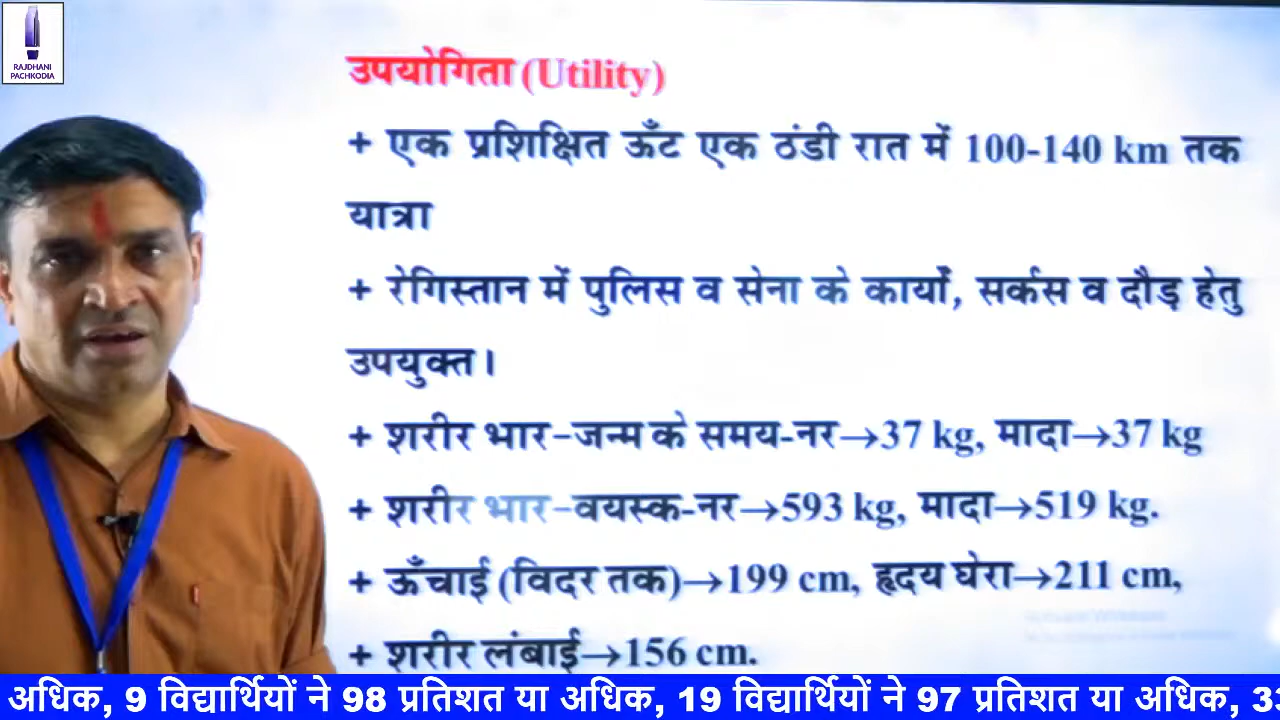 RAJDHANI
PACHKODIA
उपयोगिता (Utility)
+ एक प्रशिक्षित ऊँट एक ठंडी रात में 100-140 km तक
यात्रा
+ रेगिस्तान में पुलिस व सेना के कार्यों, सर्कस व दौड़ हेतु
उपयुक्त।
+ शरीर भार-जन्म के समय-नर→37 kg, मादा→37 kg
+ शरीर भार-वयस्क-नर→593 kg, मादा→519 kg.
+ ऊँचाई (विदर तक)→199 cm, हृदय घेरा→211 cm,
+ शरीर लंबाई→156 cm.
अधिक, 9 विद्यार्थियों ने 98 प्रतिशत या अधिक, 19 विद्यार्थियों ने 97 प्रतिशत या अधिक, 33